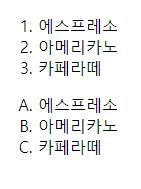 1. 에스프레소
2. 아메리카노
3. 카페라떼
A. 에스프레소
B. 아메리카노
C. 카페라떼